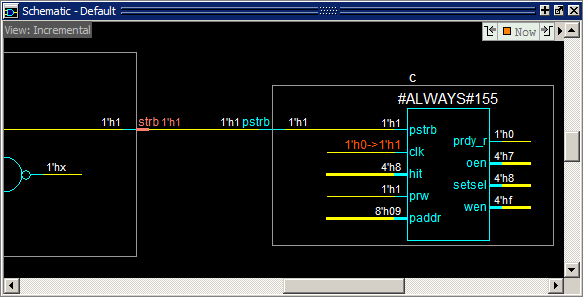 Schematic - Default
View: Incremental
Now
c
#ALWAYS#155
1'h1 strb 1'h1 1'h1 pstrb 1'h1 1'h1 pstrb
prdy_r 1'h0
1'h0->1'h1 clk
oen 4'h7
1'hx
4'h8 hit
setsel 4'h8
1'h1 prw
wen 4'hf
8'h09 paddr